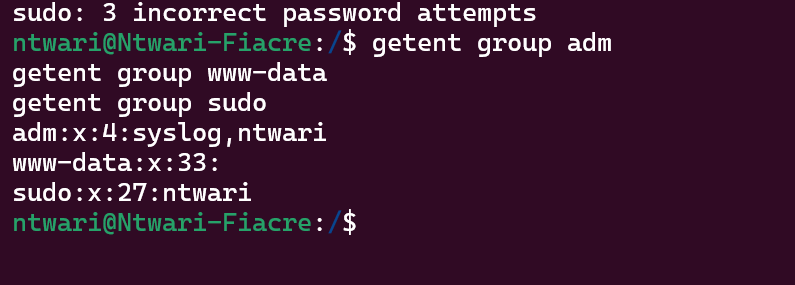 sudo: 3 incorrect password attempts
ntwari@Ntwari-Fiacre:/$ getent group adm
getent group www-data
getent group sudo
adm:x:4:syslog,ntwari
www-data:x:33:
sudo:x:27:ntwari
ntwari@Ntwari-Fiacre:/$